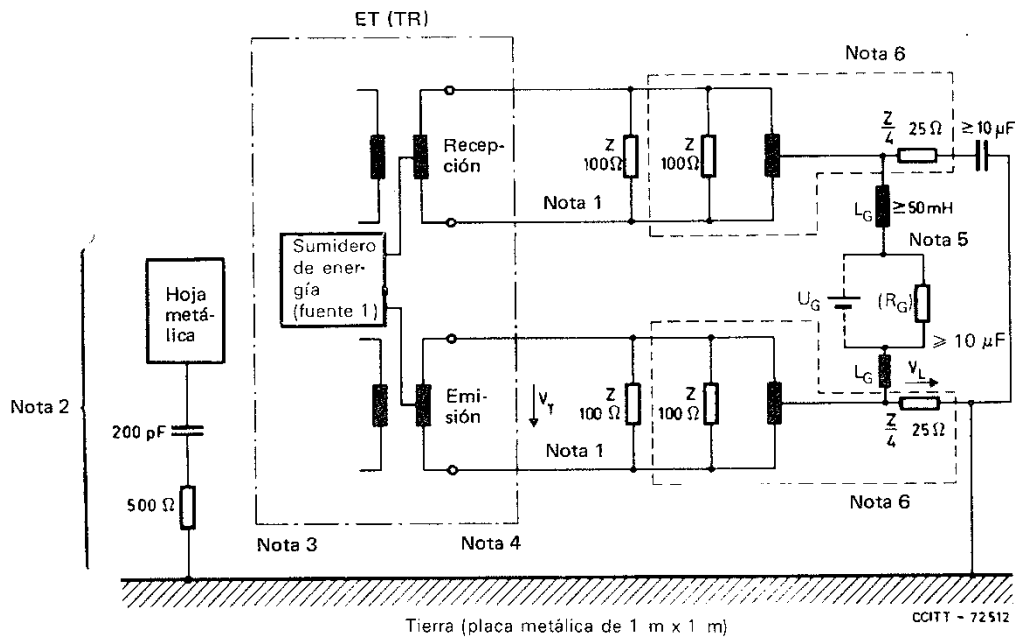 ET (TR)
Nota 6
Recep-
ción
Z
100Ω
Z
100Ω
Z/4 25 Ω
≥10 µF
Nota 1
L_G ≥50mH
Nota 5
Sumidero
de ener-
gía
(fuente 1)
Hoja
metá-
lica
U_G
(R_G)
≥ 10 µF
Nota 2
L_G
V_L
Emi-
sión
V_T
Z
100 Ω
Z
100 Ω
Z/4 25 Ω
200 pF
Nota 1
500 Ω
Nota 6
Nota 3
Nota 4
CCITT - 72512
Tierra (placa metálica de 1 m x 1 m)